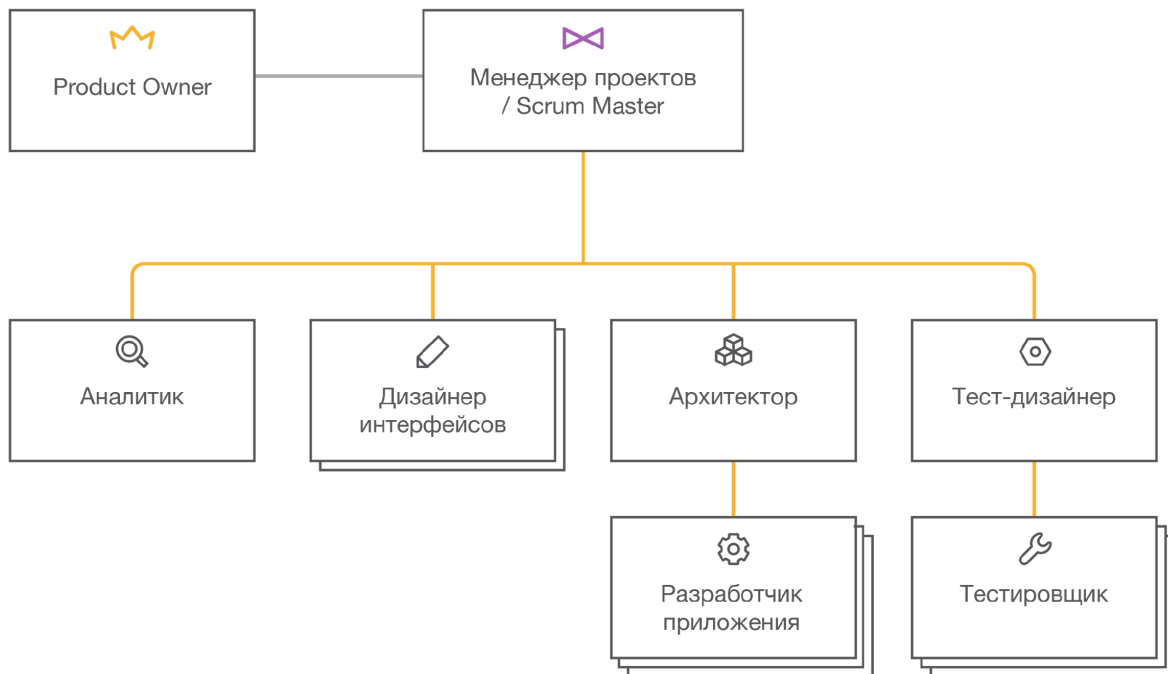 Product Owner
Менеджер проектов
/ Scrum Master
Аналитик
Дизайнер
интерфейсов
Архитектор
Тест-дизайнер
Разработчик
приложения
Тестировщик